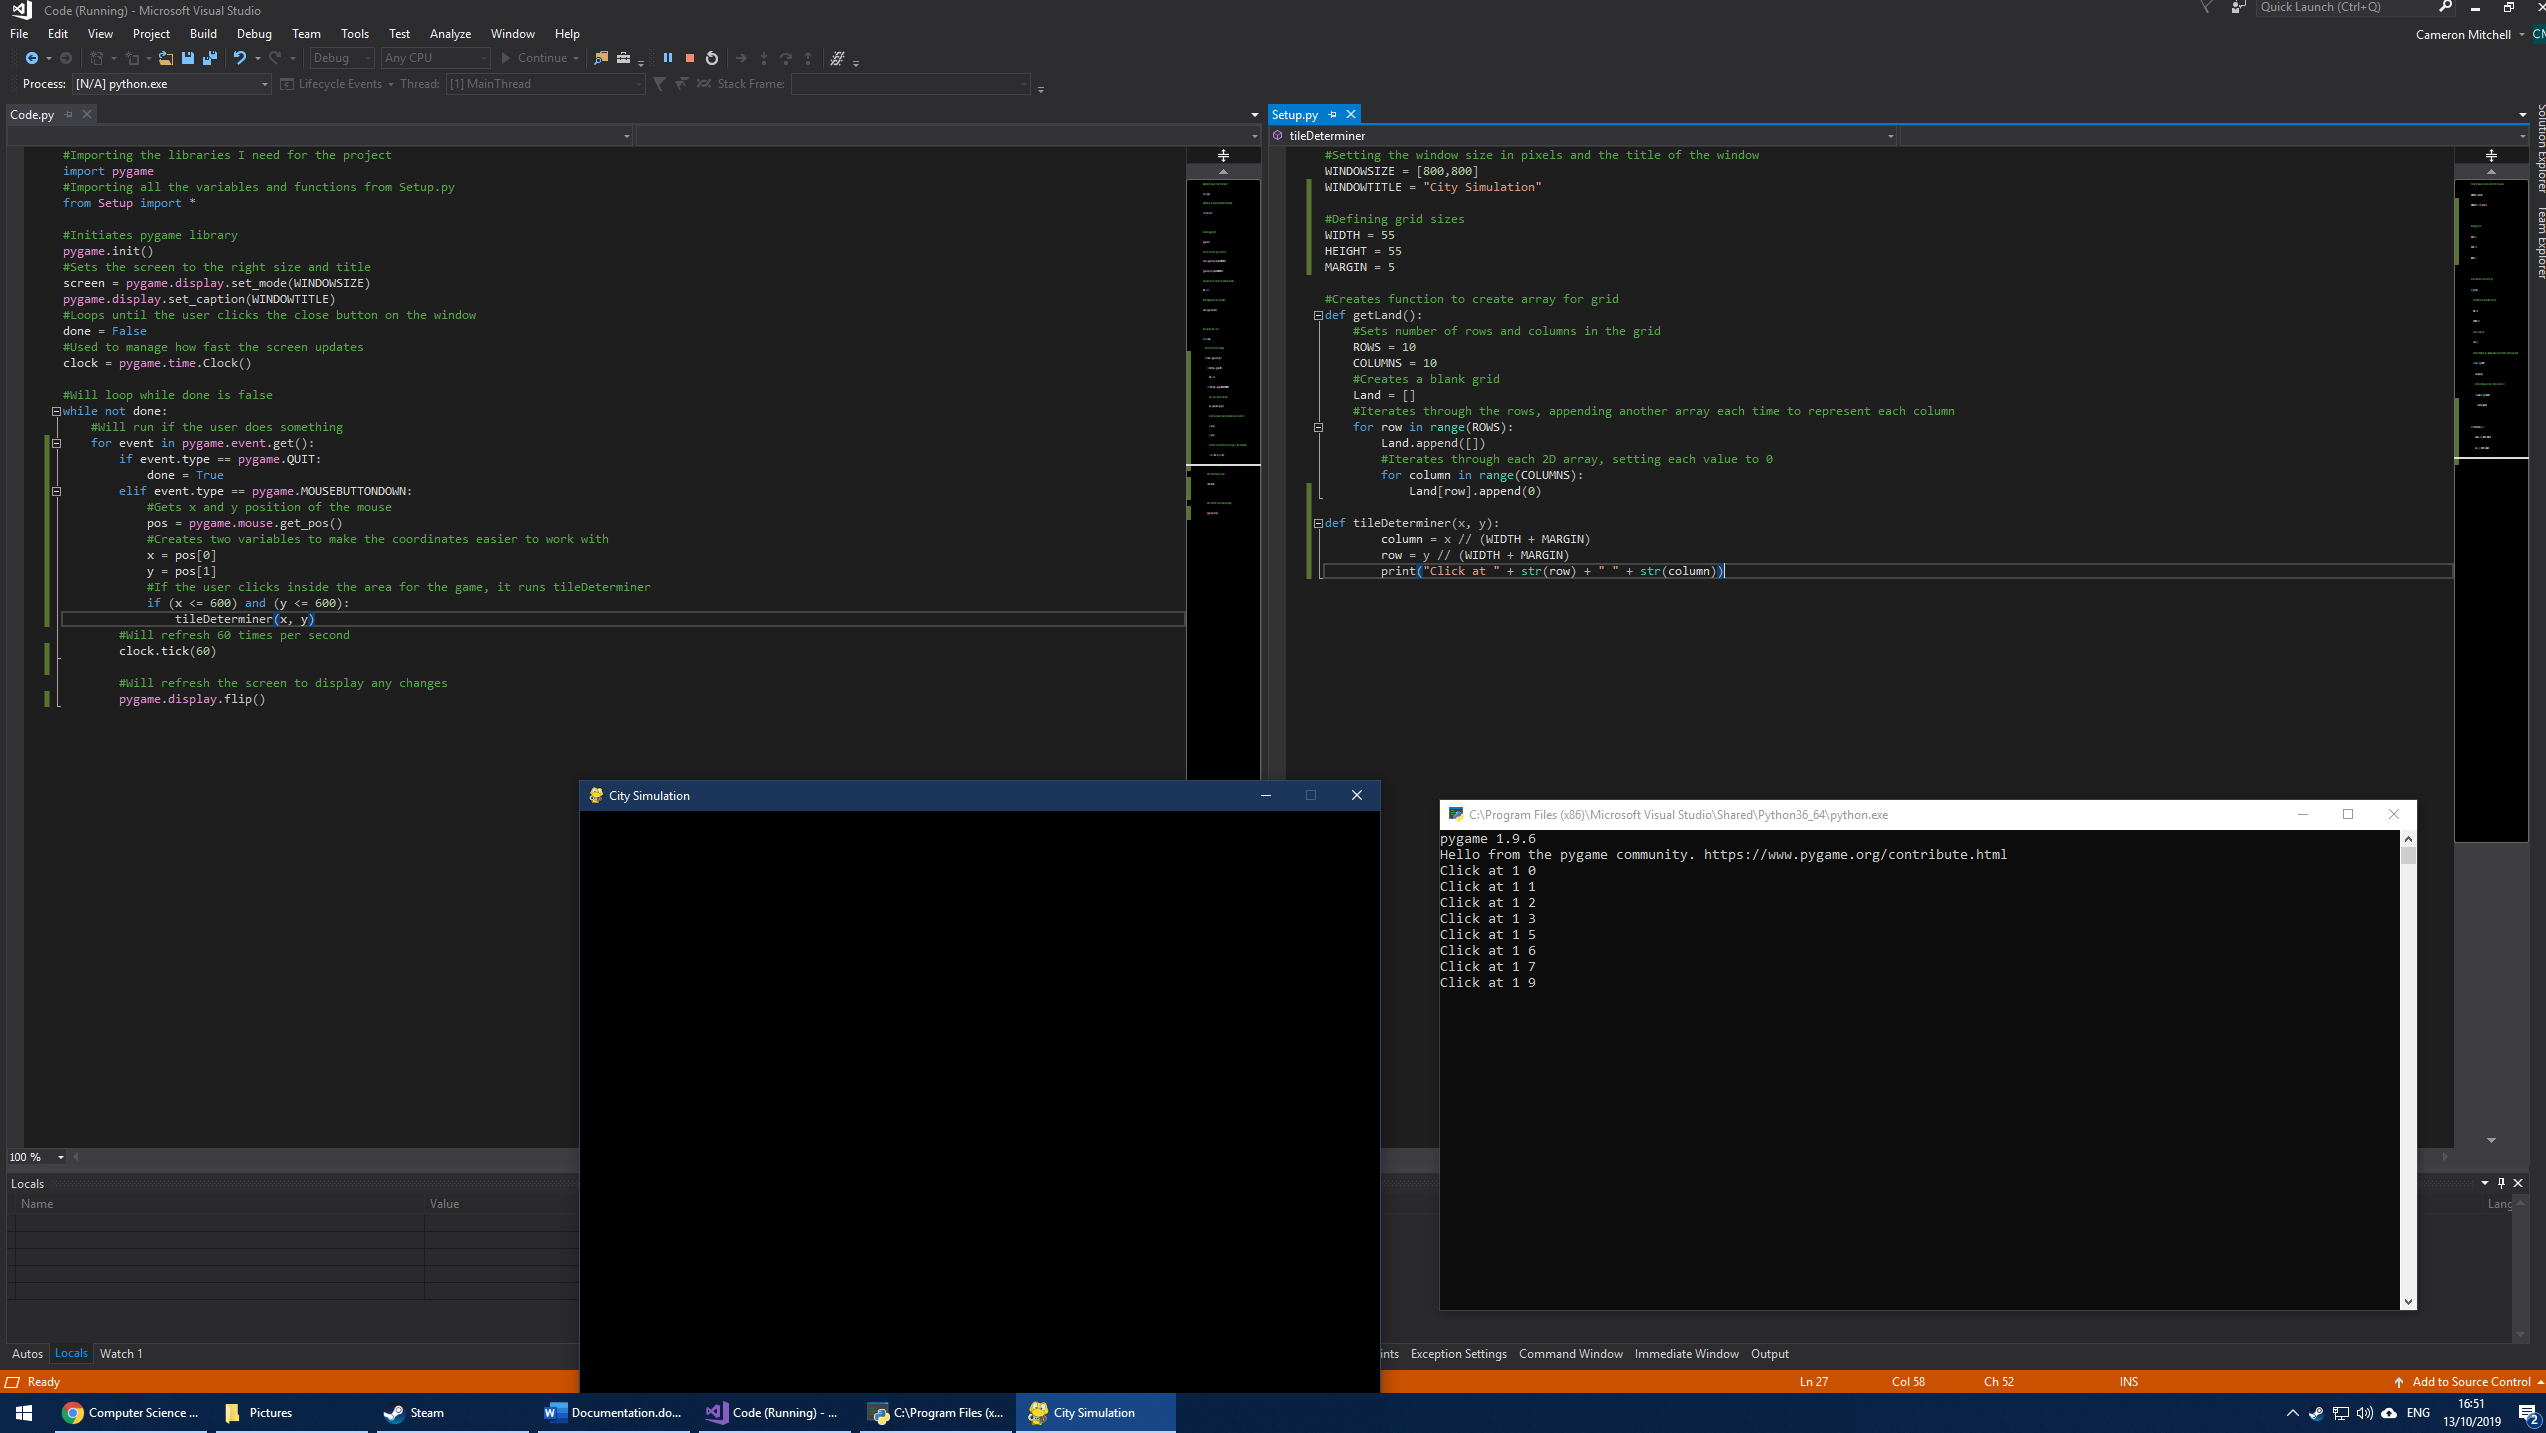 Code (Running) - Microsoft Visual Studio
Quick Launch (Ctrl+Q)
File Edit View Project Build Debug Team Tools Test Analyze Window Help
Cameron Mitchell
Debug Any CPU Continue
Process: [N/A] python.exe Lifecycle Events Thread: [1] MainThread Stack Frame:
Code.py
#Importing the libraries I need for the project
import pygame
#Importing all the variables and functions from Setup.py
from Setup import *
#Initiates pygame library
pygame.init()
#Sets the screen to the right size and title
screen = pygame.display.set_mode(WINDOWSIZE)
pygame.display.set_caption(WINDOWTITLE)
#Loops until the user clicks the close button on the window
done = False
#Used to manage how fast the screen updates
clock = pygame.time.Clock()
#Will loop while done is false
while not done:
#Will run if the user does something
for event in pygame.event.get():
if event.type == pygame.QUIT:
done = True
elif event.type == pygame.MOUSEBUTTONDOWN:
#Gets x and y position of the mouse
pos = pygame.mouse.get_pos()
#Creates two variables to make the coordinates easier to work with
x = pos[0]
y = pos[1]
#If the user clicks inside the area for the game, it runs tileDeterminer
if (x <= 600) and (y <= 600):
tileDeterminer(x, y)
#Will refresh 60 times per second
clock.tick(60)
#Will refresh the screen to display any changes
pygame.display.flip()
Setup.py
tileDeterminer
#Setting the window size in pixels and the title of the window
WINDOWSIZE = [800,800]
WINDOWTITLE = "City Simulation"
#Defining grid sizes
WIDTH = 55
HEIGHT = 55
MARGIN = 5
#Creates function to create array for grid
def getLand():
#Sets number of rows and columns in the grid
ROWS = 10
COLUMNS = 10
#Creates a blank grid
Land = []
#Iterates through the rows, appending another array each time to represent each column
for row in range(ROWS):
Land.append([])
#Iterates through each 2D array, setting each value to 0
for column in range(COLUMNS):
Land[row].append(0)
def tileDeterminer(x, y):
column = x // (WIDTH + MARGIN)
row = y // (WIDTH + MARGIN)
print("Click at " + str(row) + " " + str(column))
Solution Explorer
Team Explorer
City Simulation
C:\Program Files (x86)\Microsoft Visual Studio\Shared\Python36_64\python.exe
pygame 1.9.6
Hello from the pygame community. https://www.pygame.org/contribute.html
Click at 1 0
Click at 1 1
Click at 1 2
Click at 1 3
Click at 1 5
Click at 1 6
Click at 1 7
Click at 1 9
100 %
Locals
Name Value Lang
Autos Locals Watch 1
ints Exception Settings Command Window Immediate Window Output
Ready Ln 27 Col 58 Ch 52 INS Add to Source Control
Computer Science ... Pictures Steam Documentation.do... Code (Running) - ... C:\Program Files (x... City Simulation
ENG
16:51
13/10/2019
2